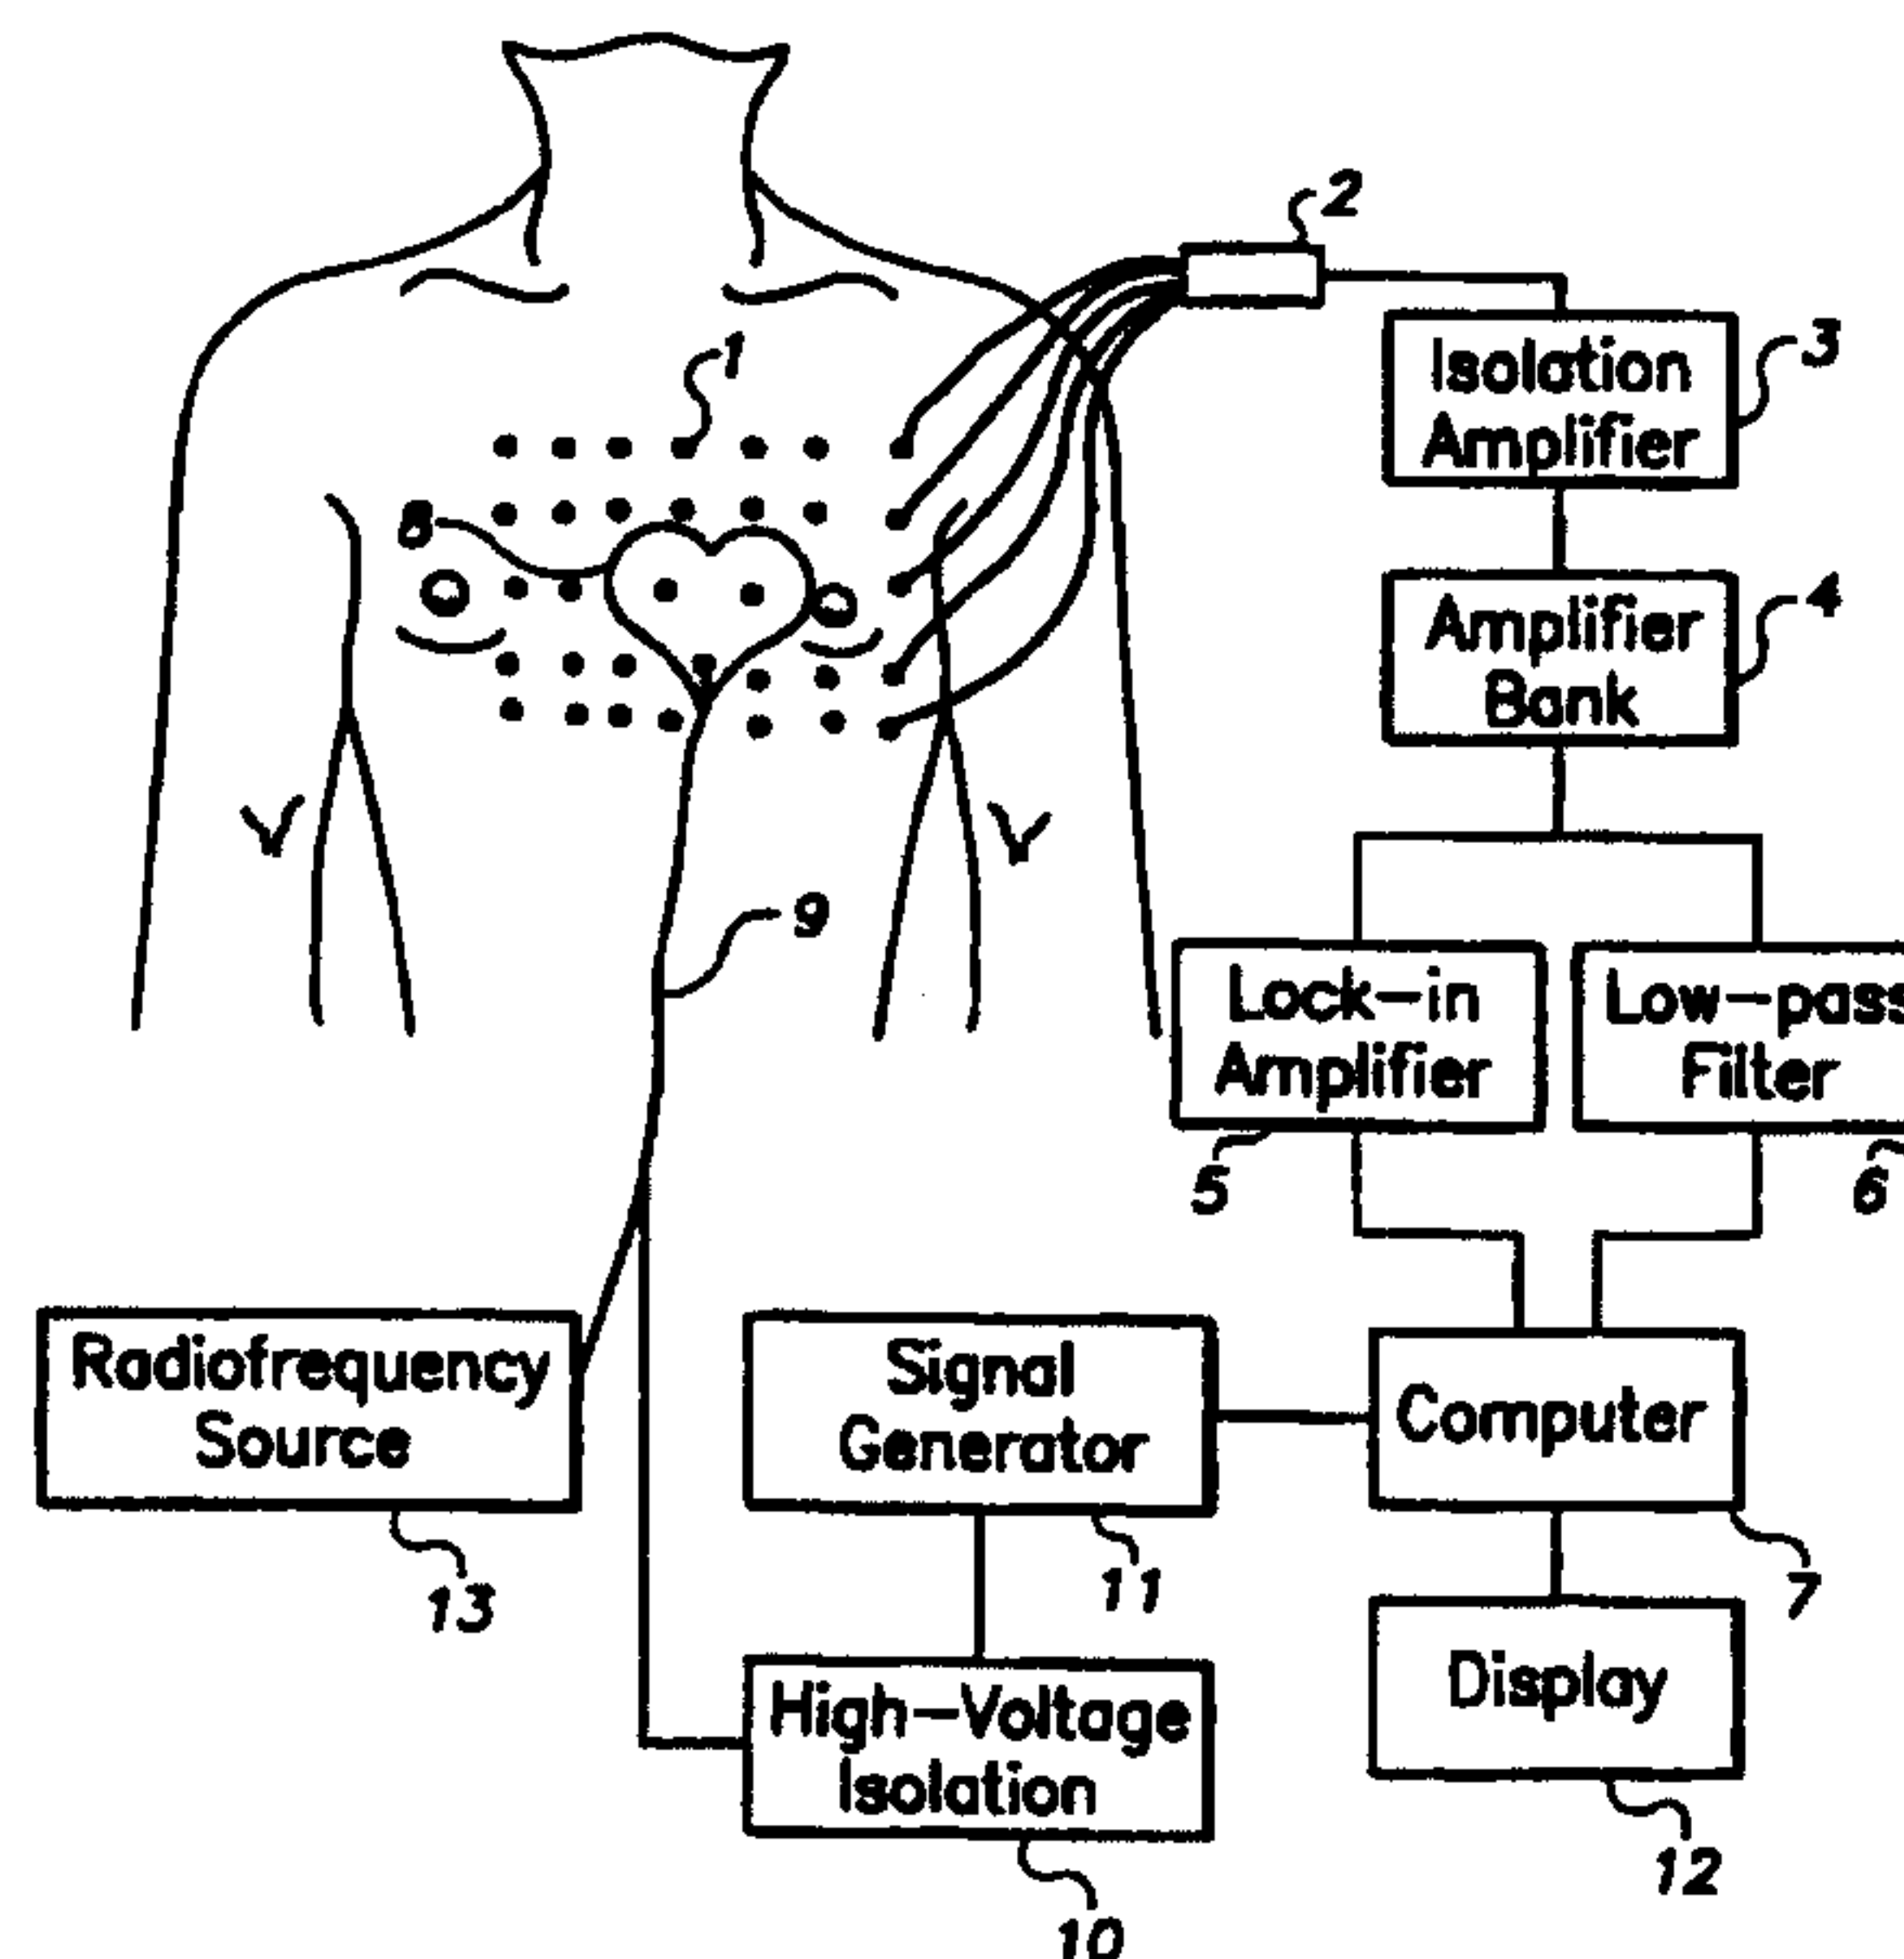 2
Isolation
Amplifier
3
1
8
Amplifier
Bank
4
9
Lock-in
Amplifier
Low-pass
Filter
5
6
Radiofrequency
Source
Signal
Generator
Computer
13
11
7
High-Voltage
Isolation
Display
12
10